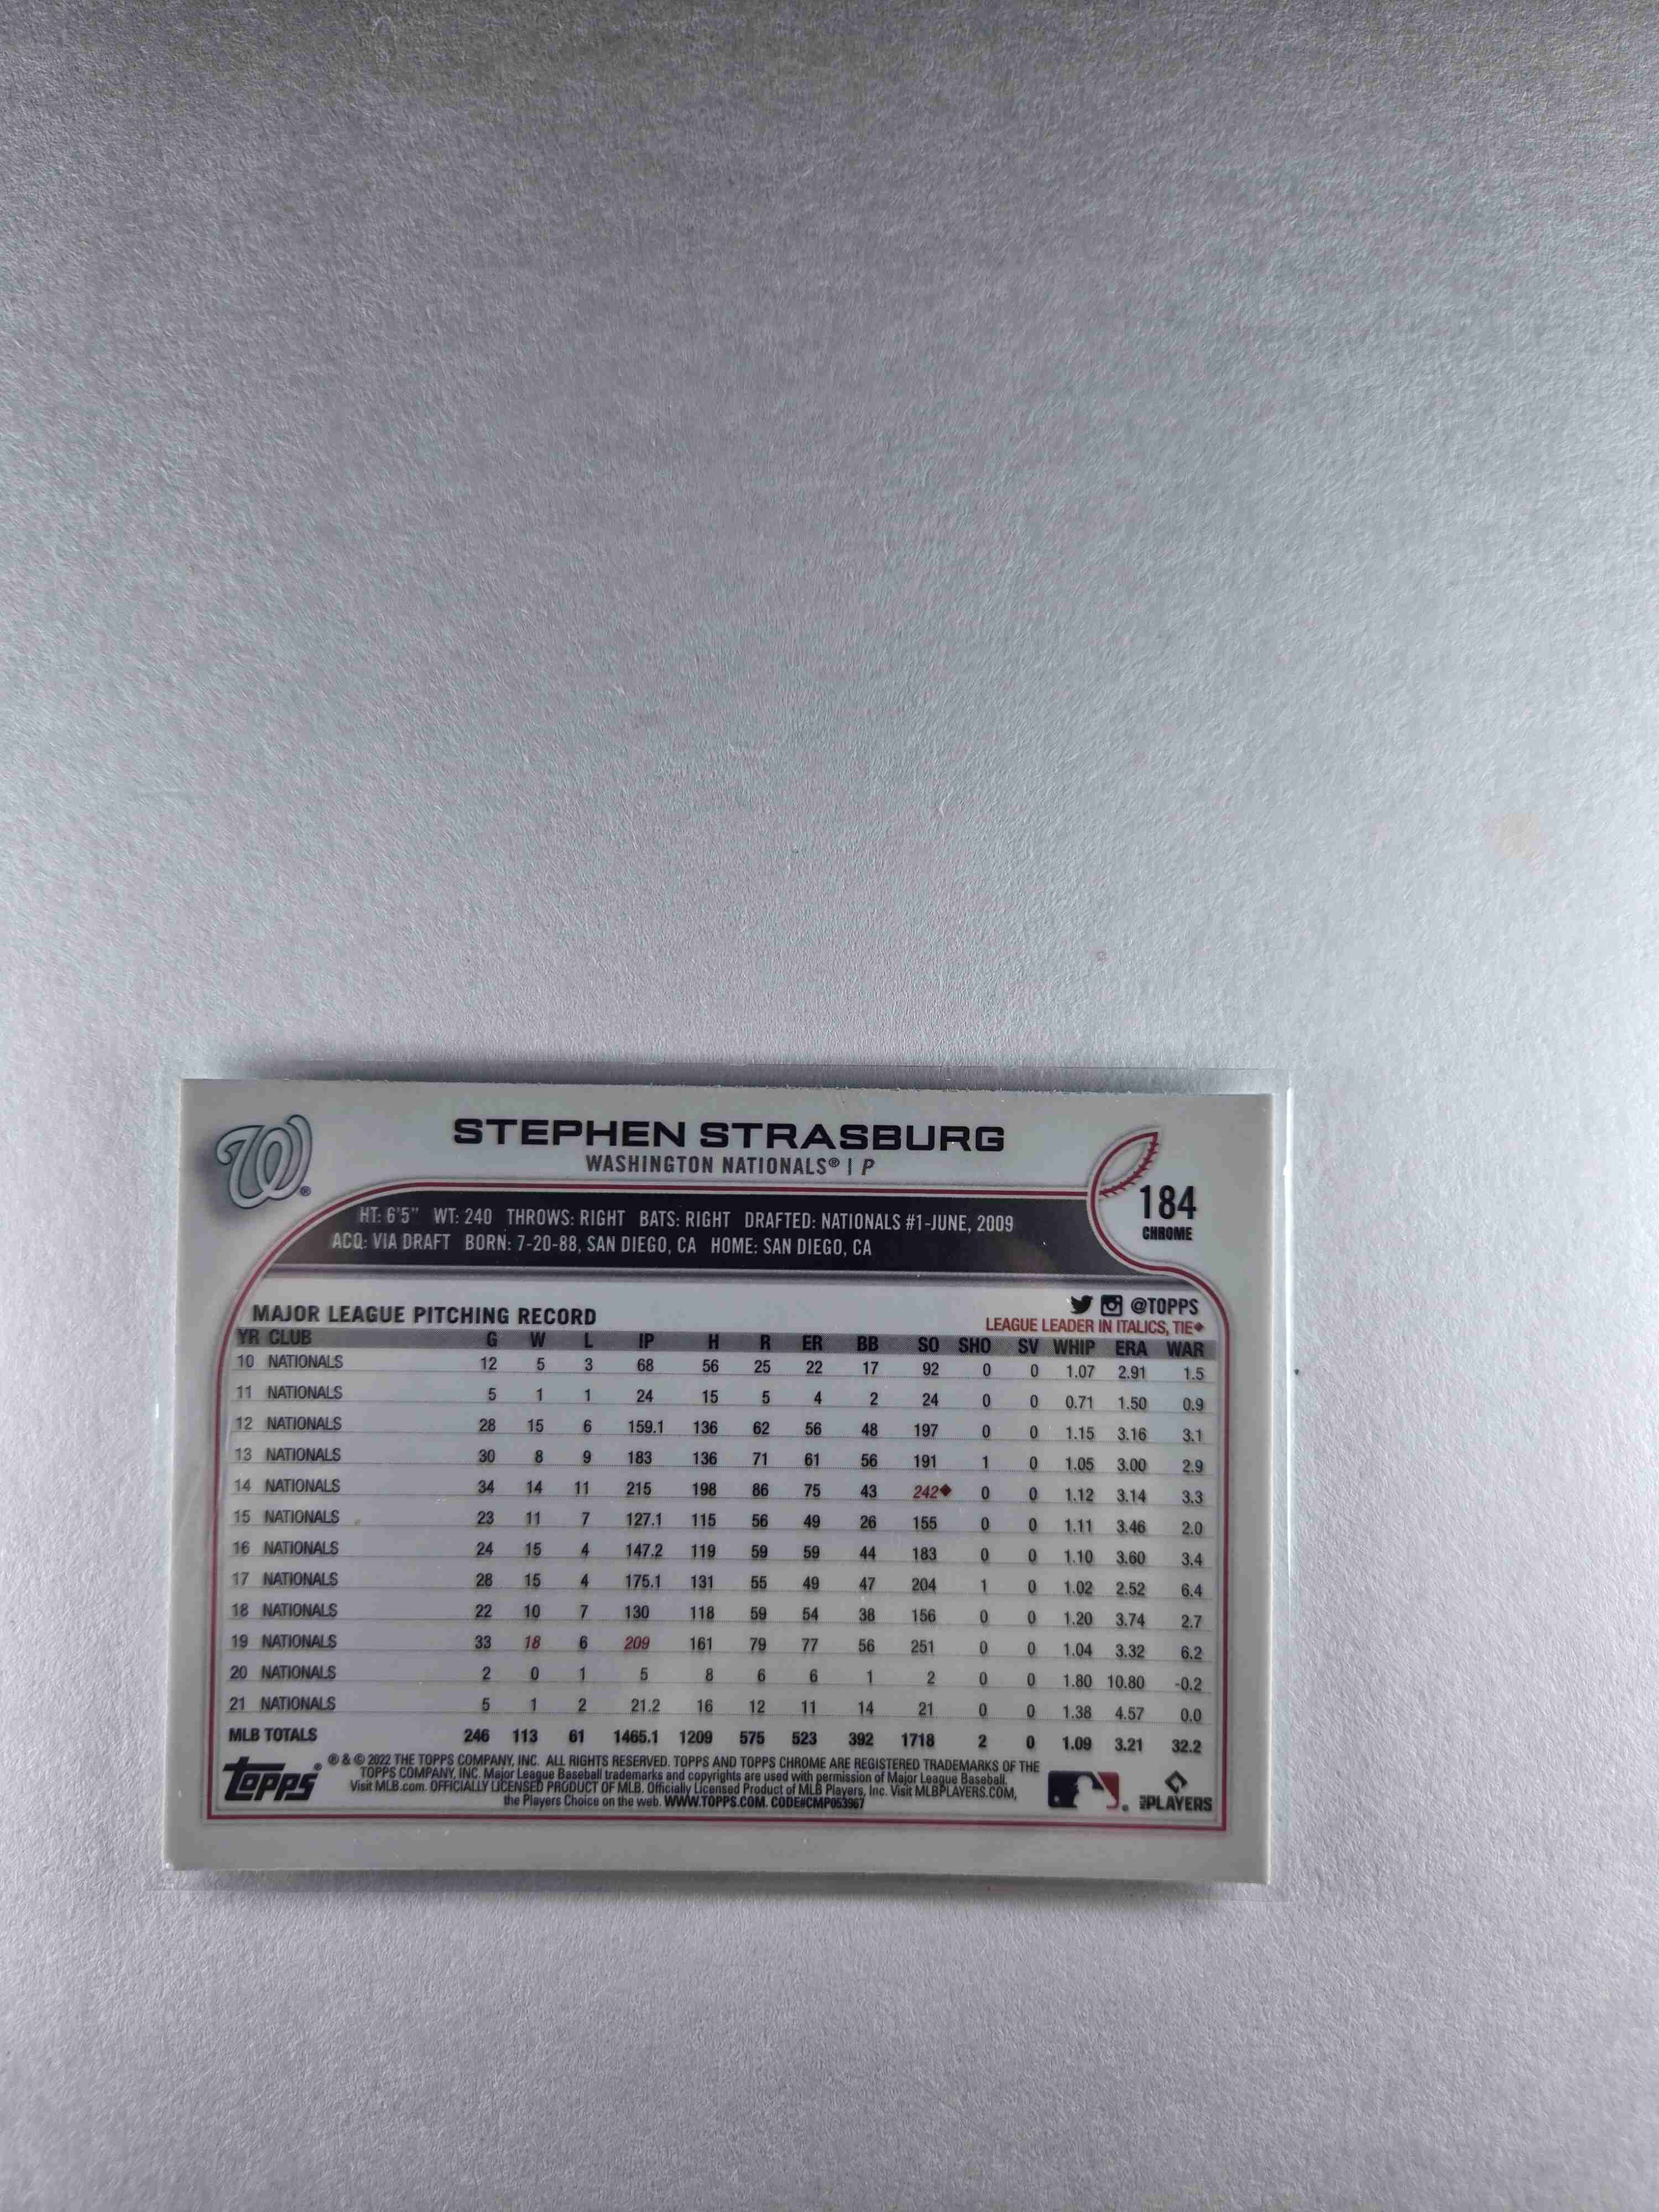 STEPHEN STRASBURG
WASHINGTON NATIONALS® | P
184
CHROME
HT: 6'5" WT: 240 THROWS: RIGHT BATS: RIGHT DRAFTED: NATIONALS #1-JUNE, 2009
ACQ: VIA DRAFT BORN: 7-20-88, SAN DIEGO, CA HOME: SAN DIEGO, CA
@TOPPS
MAJOR LEAGUE PITCHING RECORD
LEAGUE LEADER IN ITALICS, TIE◆
YR CLUB G W L IP H R ER BB SO SHO SV WHIP ERA WAR
10 NATIONALS 12 5 3 68 56 25 22 17 92 0 0 1.07 2.91 1.5
11 NATIONALS 5 1 1 24 15 5 4 2 24 0 0 0.71 1.50 0.9
12 NATIONALS 28 15 6 159.1 136 62 56 48 197 0 0 1.15 3.16 3.1
13 NATIONALS 30 8 9 183 136 71 61 56 191 1 0 1.05 3.00 2.9
14 NATIONALS 34 14 11 215 198 86 75 43 242◆ 0 0 1.12 3.14 3.3
15 NATIONALS 23 11 7 127.1 115 56 49 26 155 0 0 1.11 3.46 2.0
16 NATIONALS 24 15 4 147.2 119 59 59 44 183 0 0 1.10 3.60 3.4
17 NATIONALS 28 15 4 175.1 131 55 49 47 204 1 0 1.02 2.52 6.4
18 NATIONALS 22 10 7 130 118 59 54 38 156 0 0 1.20 3.74 2.7
19 NATIONALS 33 18 6 209 161 79 77 56 251 0 0 1.04 3.32 6.2
20 NATIONALS 2 0 1 5 8 6 6 1 2 0 0 1.80 10.80 -0.2
21 NATIONALS 5 1 2 21.2 16 12 11 14 21 0 0 1.38 4.57 0.0
MLB TOTALS 246 113 61 1465.1 1209 575 523 392 1718 2 0 1.09 3.21 32.2
topps®
® & © 2022 THE TOPPS COMPANY, INC. ALL RIGHTS RESERVED. TOPPS AND TOPPS CHROME ARE REGISTERED TRADEMARKS OF THE
TOPPS COMPANY, INC. Major League Baseball trademarks and copyrights are used with permission of Major League Baseball.
Visit MLB.com. OFFICIALLY LICENSED PRODUCT OF MLB. Officially Licensed Product of MLB Players, Inc. Visit MLBPLAYERS.COM,
the Players Choice on the web. WWW.TOPPS.COM. CODE#CMP053967
MLB PLAYERS